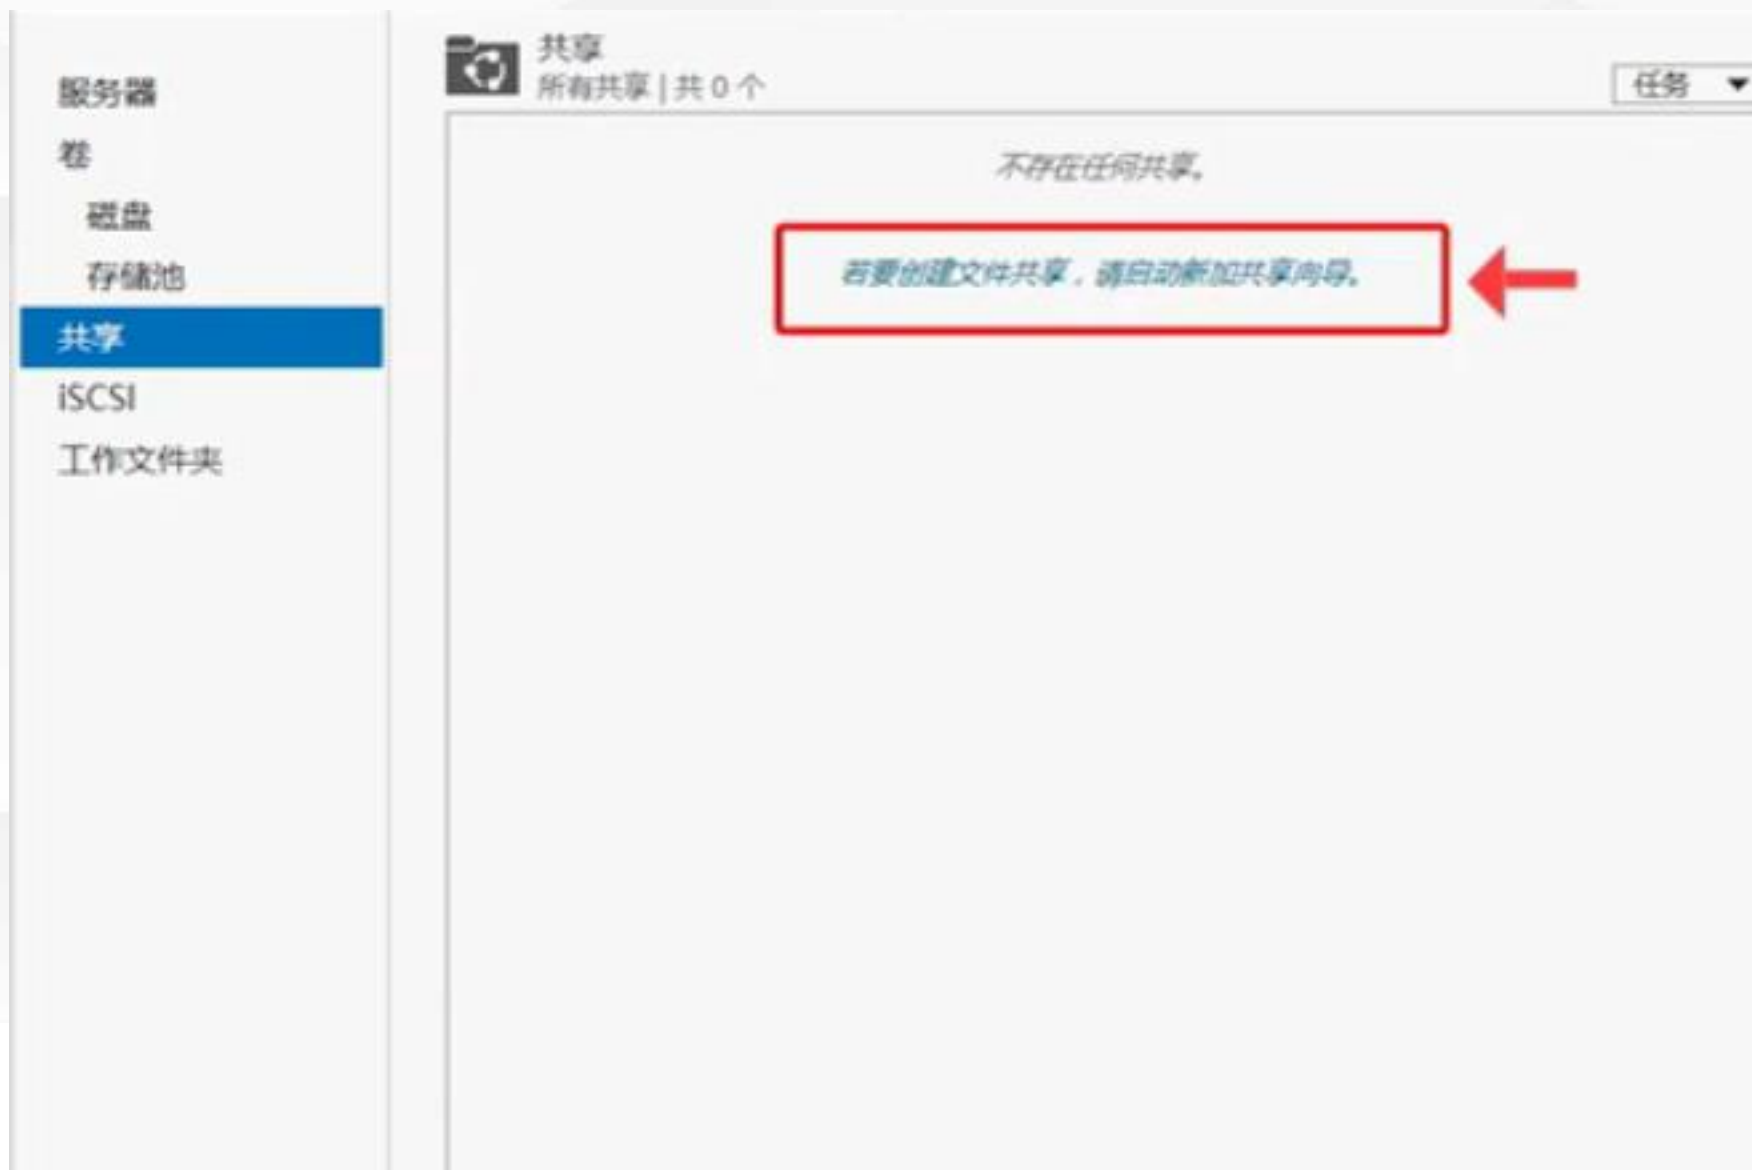 服务器
卷
磁盘
存储池
共享
iSCSI
工作文件夹
共享
所有共享 | 共 0 个
任务
不存在任何共享。
若要创建文件共享，请启动新加共享向导。